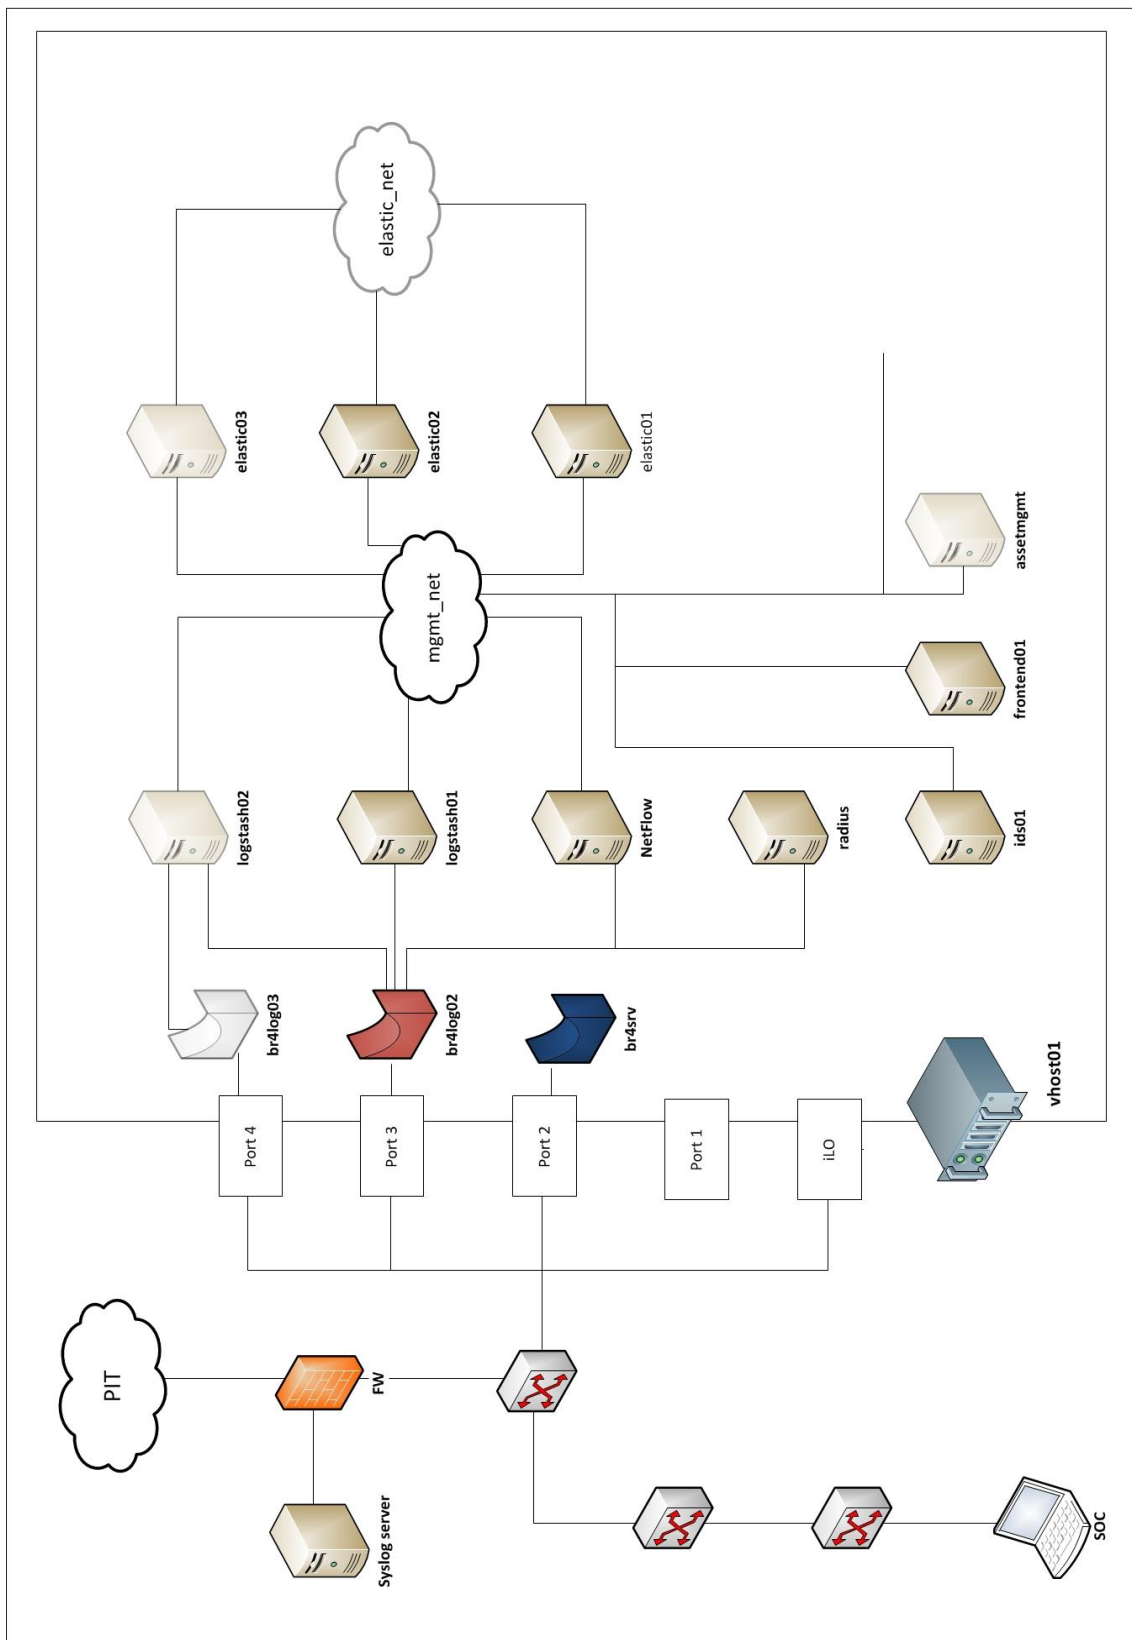 PIT
Port 4
br4log03
logstash02
elastic03
Syslog server
FW
Port 3
br4log02
logstash01
mgmt_net
elastic02
elastic_net
Port 2
br4srv
NetFlow
elastic01
Port 1
iLO
radius
ids01
frontend01
assetmgmt
vhost01
SOC